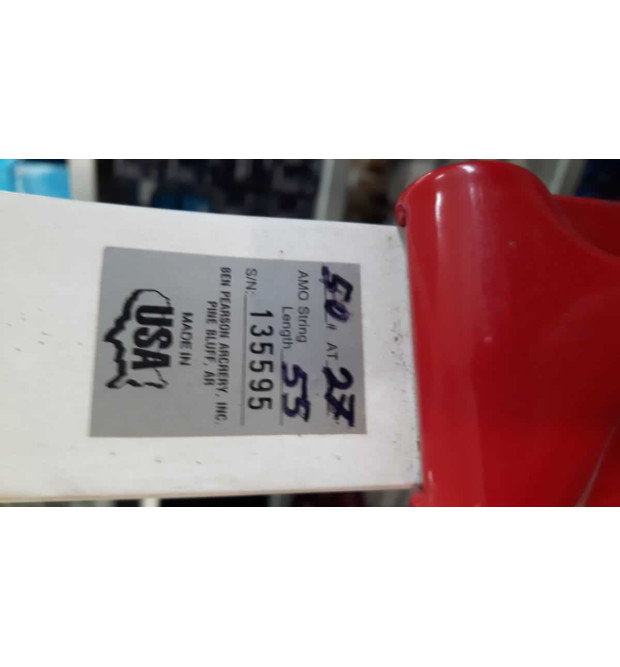 50 # AT 27
AMO String
Length 55
S/N: 135595
BEN PEARSON ARCHERY, INC.
PINE BLUFF, AR
MADE IN
USA